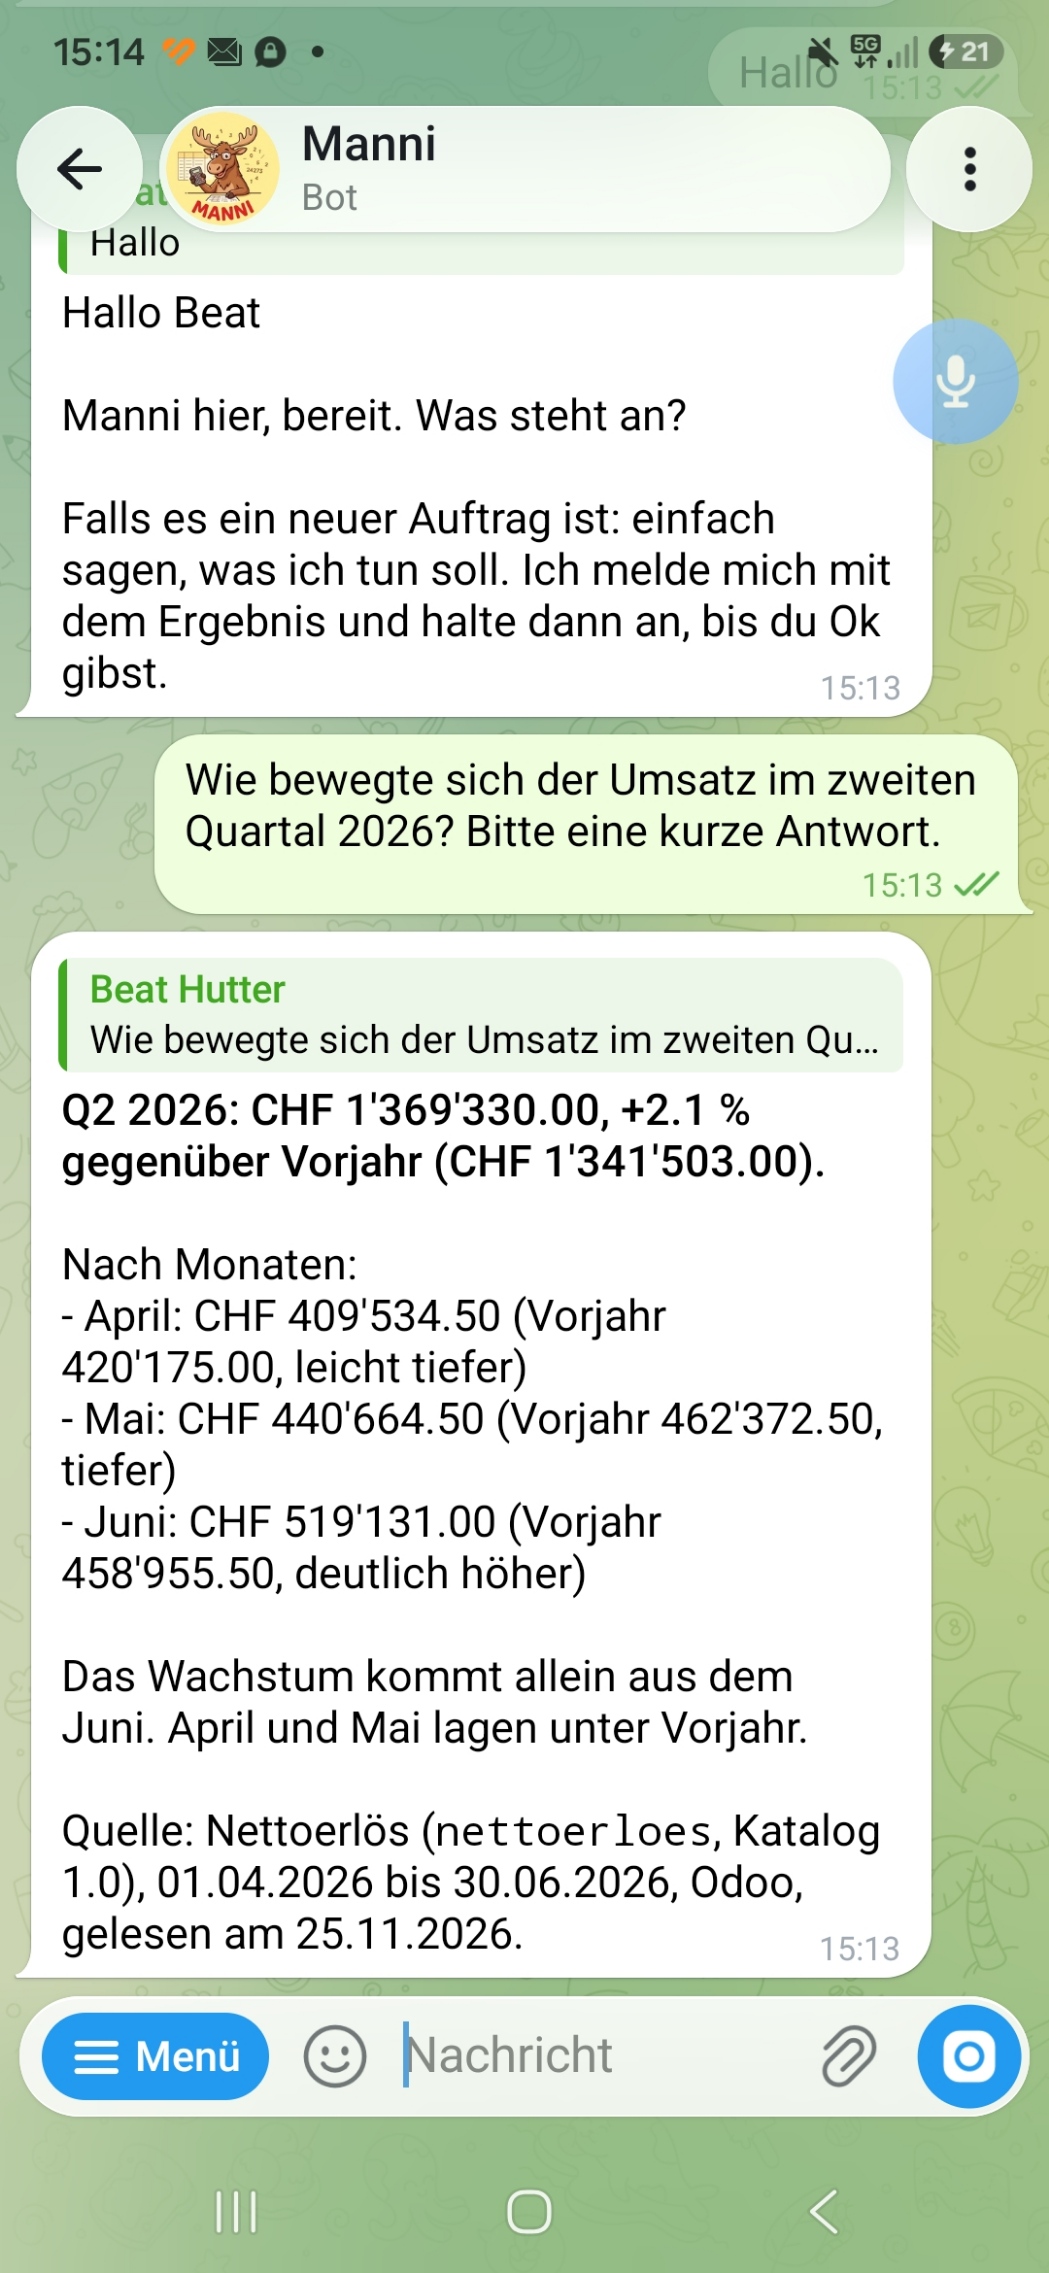 15:14
5G
21
Hallo
15:13
Manni
Bot
MANNI
Hallo
Hallo Beat
Manni hier, bereit. Was steht an?
Falls es ein neuer Auftrag ist: einfach
sagen, was ich tun soll. Ich melde mich mit
dem Ergebnis und halte dann an, bis du Ok
gibst.
15:13
Wie bewegte sich der Umsatz im zweiten
Quartal 2026? Bitte eine kurze Antwort.
15:13
Beat Hutter
Wie bewegte sich der Umsatz im zweiten Qu...
Q2 2026: CHF 1'369'330.00, +2.1 %
gegenüber Vorjahr (CHF 1'341'503.00).
Nach Monaten:
- April: CHF 409'534.50 (Vorjahr
420'175.00, leicht tiefer)
- Mai: CHF 440'664.50 (Vorjahr 462'372.50,
tiefer)
- Juni: CHF 519'131.00 (Vorjahr
458'955.50, deutlich höher)
Das Wachstum kommt allein aus dem
Juni. April und Mai lagen unter Vorjahr.
Quelle: Nettoerlös (nettoerloes, Katalog
1.0), 01.04.2026 bis 30.06.2026, Odoo,
gelesen am 25.11.2026.
15:13
Menü
Nachricht